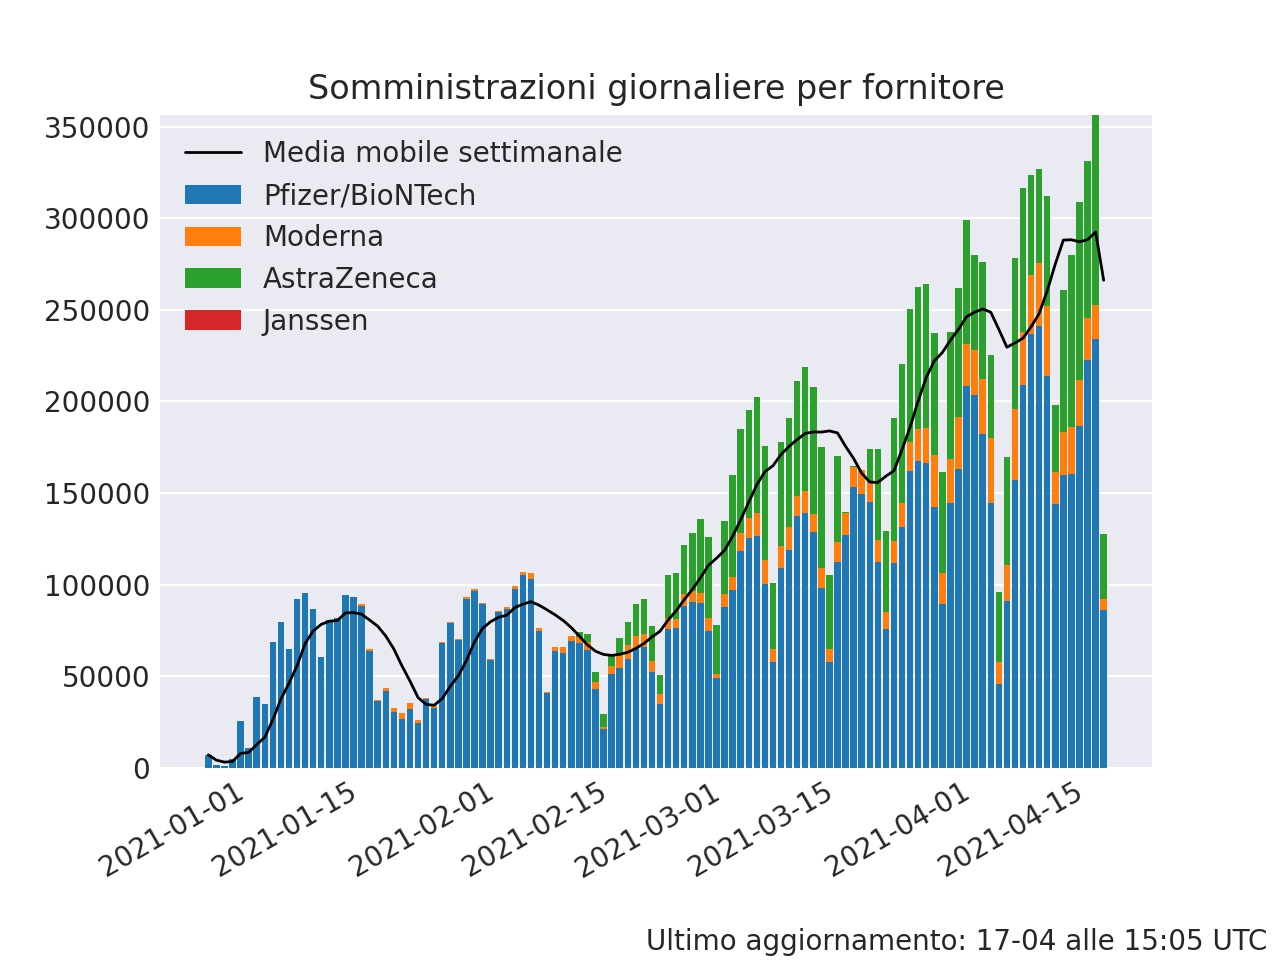 Somministrazioni giornaliere per fornitore
350000
300000
250000
200000
150000
100000
50000
0
Media mobile settimanale
Pfizer/BioNTech
Moderna
AstraZeneca
Janssen
2021-01-01
2021-01-15
2021-02-01
2021-02-15
2021-03-01
2021-03-15
2021-04-01
2021-04-15
Ultimo aggiornamento: 17-04 alle 15:05 UTC